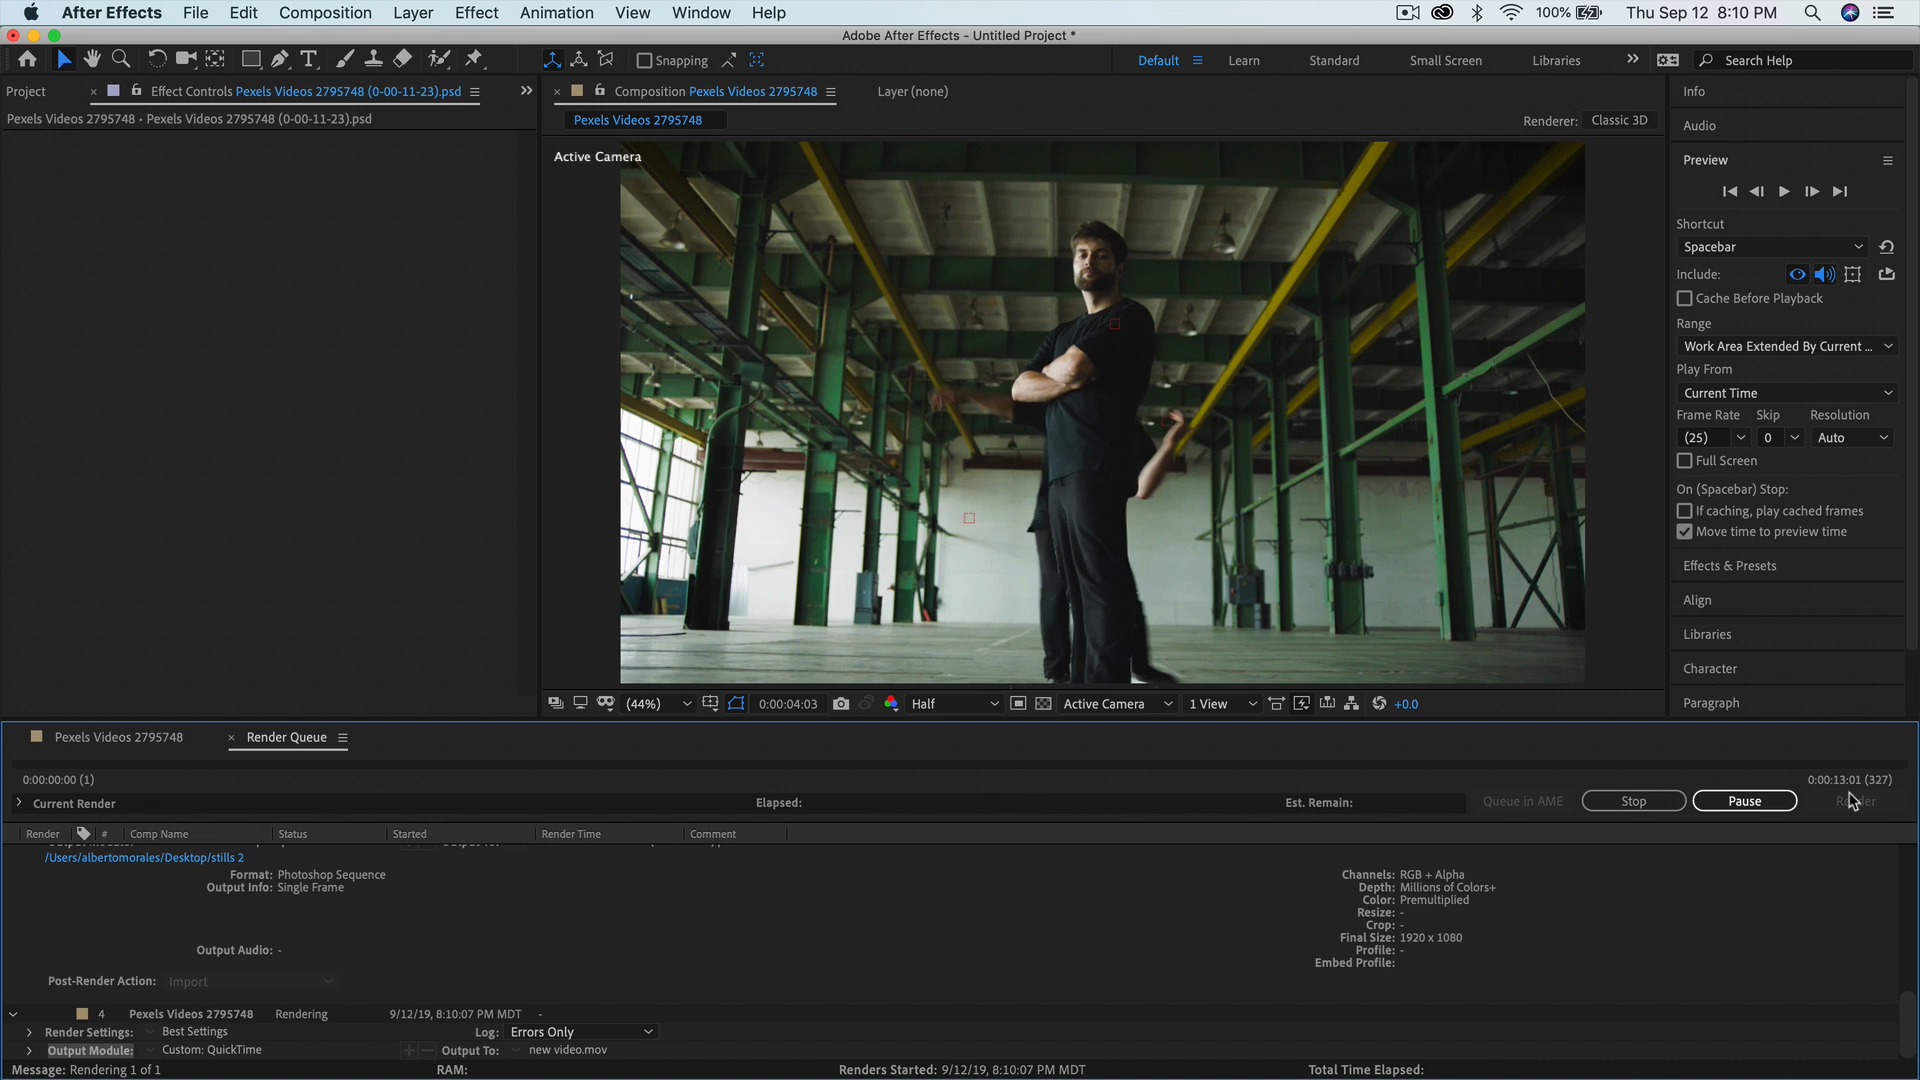 After Effects File Edit Composition Layer Effect Animation View Window Help 100% Thu Sep 12 8:10 PM
Adobe After Effects - Untitled Project *
Snapping Default Learn Standard Small Screen Libraries Search Help
Project Effect Controls Pexels Videos 2795748 (0-00-11-23).psd
Pexels Videos 2795748 • Pexels Videos 2795748 (0-00-11-23).psd
Composition Pexels Videos 2795748 Layer (none)
Pexels Videos 2795748 Renderer: Classic 3D
Active Camera
(44%) 0:00:04:03 Half Active Camera 1 View +0.0
Info
Audio
Preview
Shortcut
Spacebar
Include:
Cache Before Playback
Range
Work Area Extended By Current ...
Play From
Current Time
Frame Rate Skip Resolution
(25) 0 Auto
Full Screen
On (Spacebar) Stop:
If caching, play cached frames
Move time to preview time
Effects & Presets
Align
Libraries
Character
Paragraph
Pexels Videos 2795748 Render Queue
0:00:00:00 (1) 0:00:13:01 (327)
Current Render Elapsed: Est. Remain: Queue in AME Stop Pause
Render # Comp Name Status Started Render Time Comment
/Users/albertomorales/Desktop/stills 2
Format: Photoshop Sequence
Output Info: Single Frame
Output Audio: -
Channels: RGB + Alpha
Depth: Millions of Colors+
Color: Premultiplied
Resize: -
Crop: -
Final Size: 1920 x 1080
Profile: -
Embed Profile:
Post-Render Action: Import
4 Pexels Videos 2795748 Rendering 9/12/19, 8:10:07 PM MDT -
Render Settings: Best Settings Log: Errors Only
Output Module: Custom: QuickTime Output To: new video.mov
Message: Rendering 1 of 1 RAM: Renders Started: 9/12/19, 8:10:07 PM MDT Total Time Elapsed: